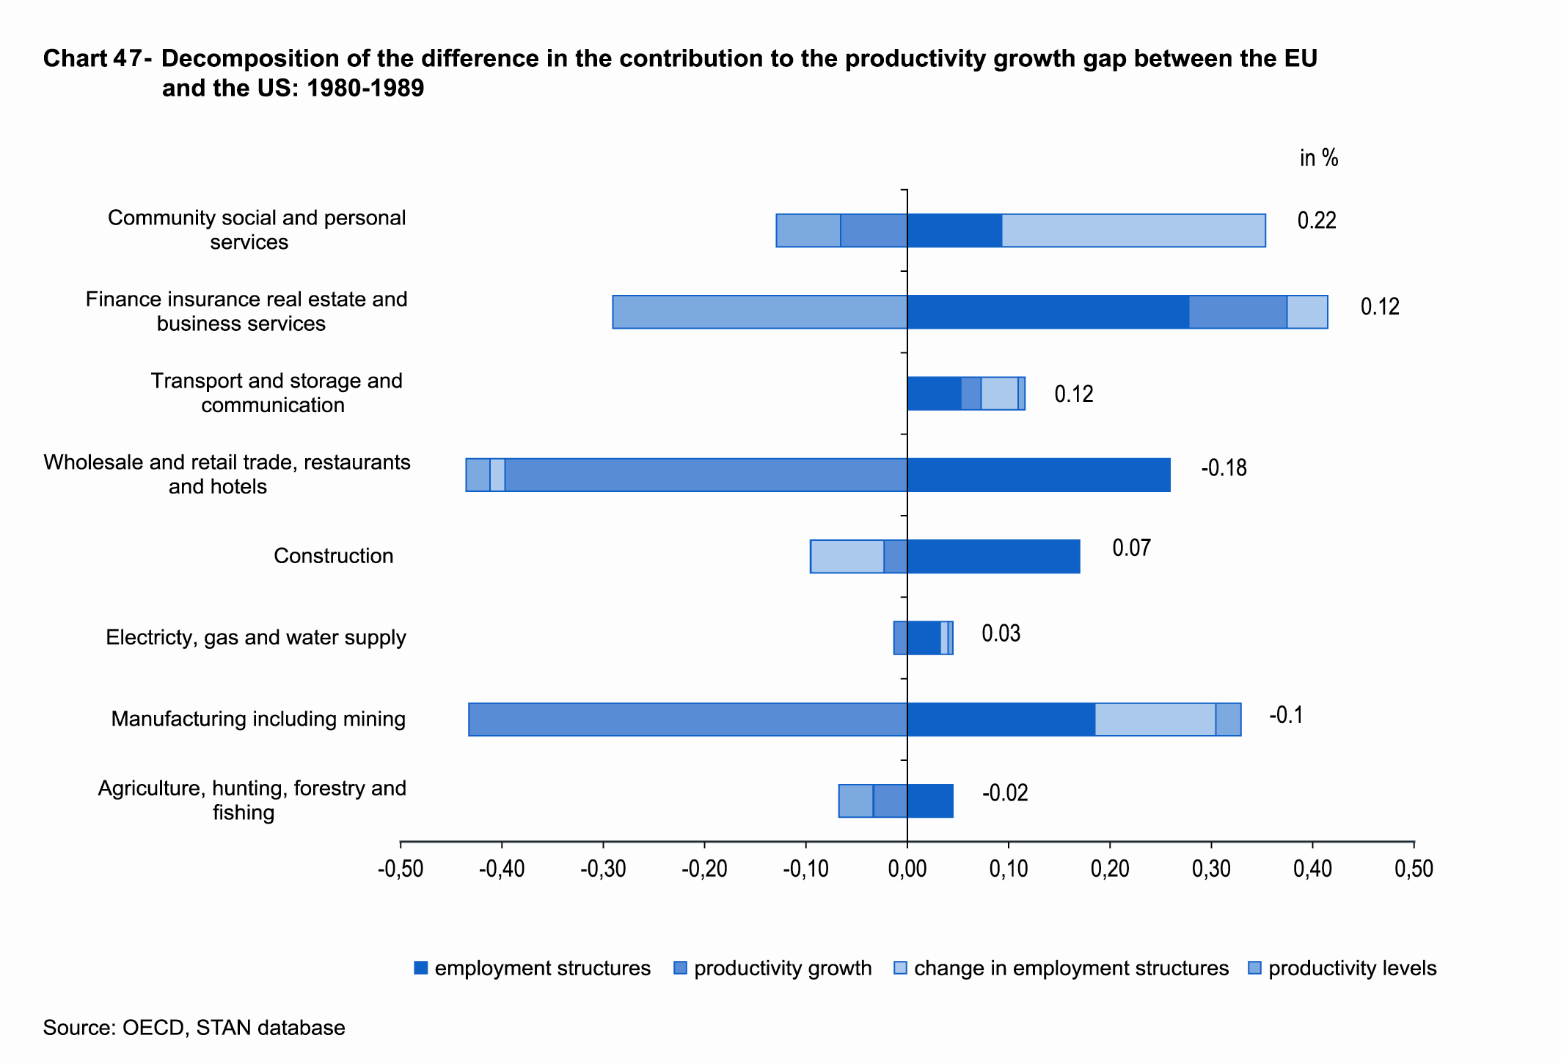 Chart 47- Decomposition of the difference in the contribution to the productivity growth gap between the EU
and the US: 1980-1989
in %
Community social and personal
services
0.22
Finance insurance real estate and
business services
0.12
Transport and storage and
communication
0.12
Wholesale and retail trade, restaurants
and hotels
-0.18
Construction
0.07
Electricty, gas and water supply
0.03
Manufacturing including mining
-0.1
Agriculture, hunting, forestry and
fishing
-0.02
-0,50 -0,40 -0,30 -0,20 -0,10 0,00 0,10 0,20 0,30 0,40 0,50
employment structures productivity growth change in employment structures productivity levels
Source: OECD, STAN database